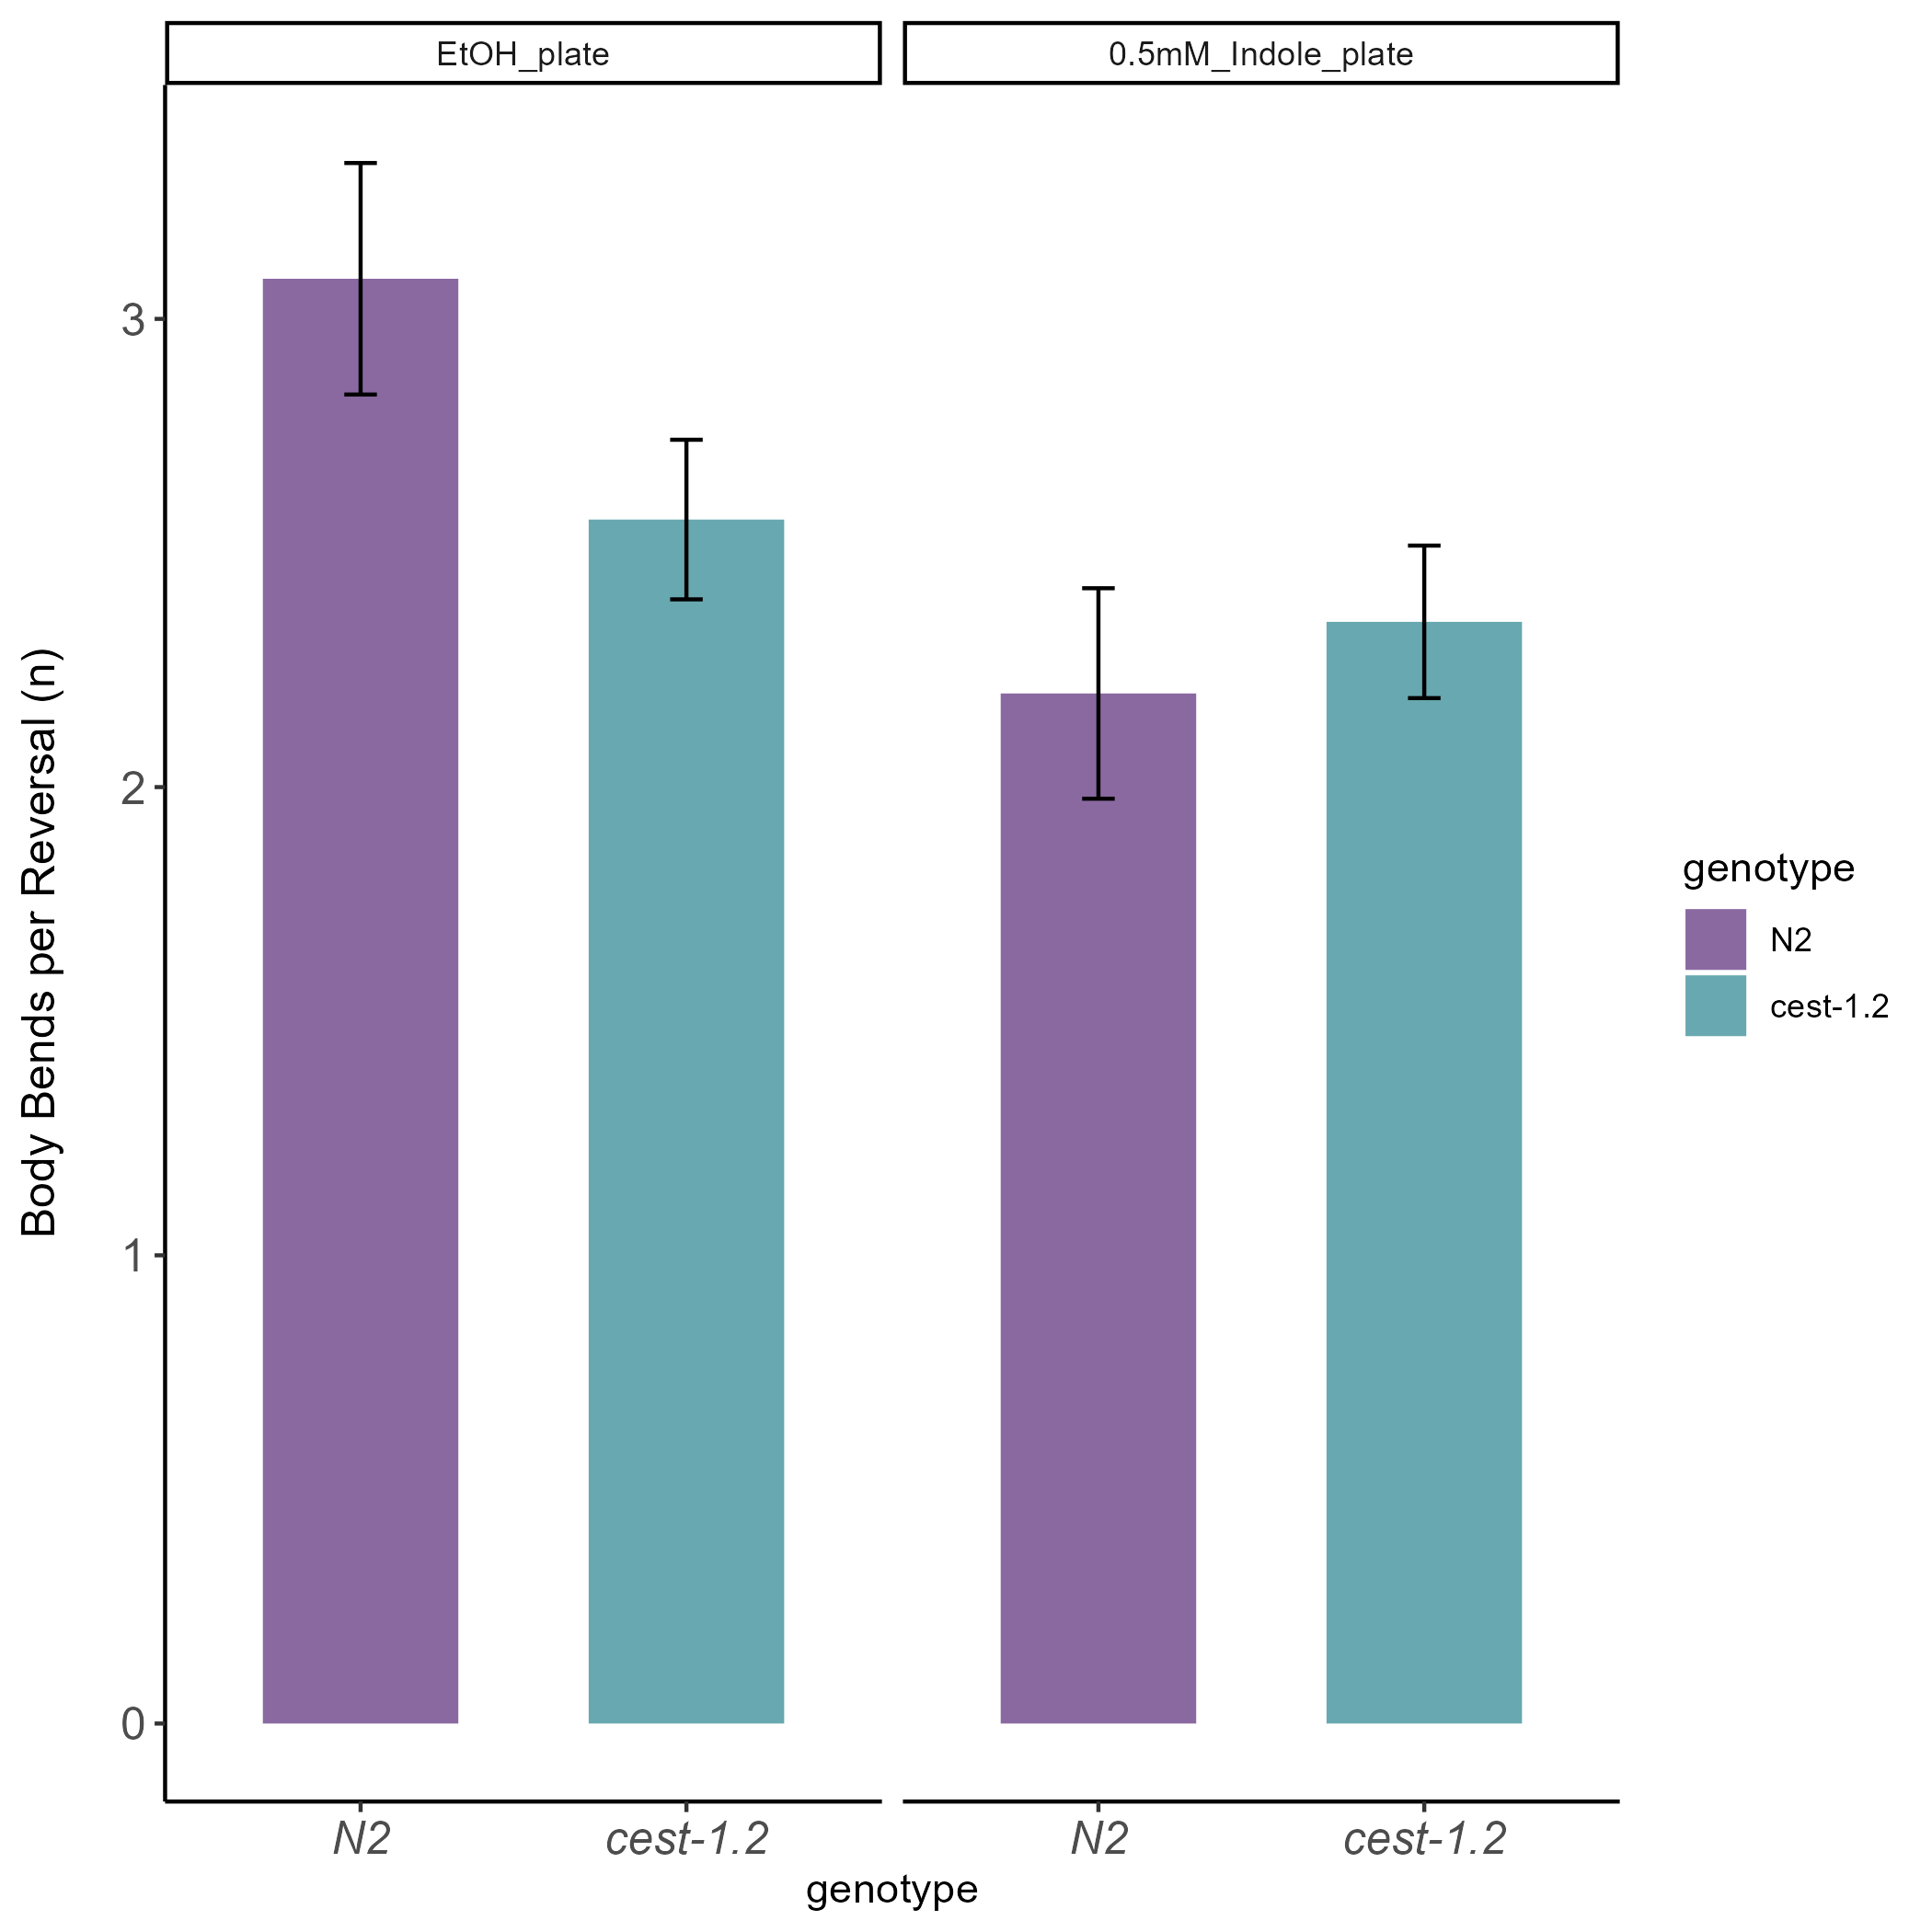 EtOH_plate
0.5mM_Indole_plate
Body Bends per Reversal (n)
3
2
1
0
N2
cest-1.2
N2
cest-1.2
genotype
genotype
N2
cest-1.2